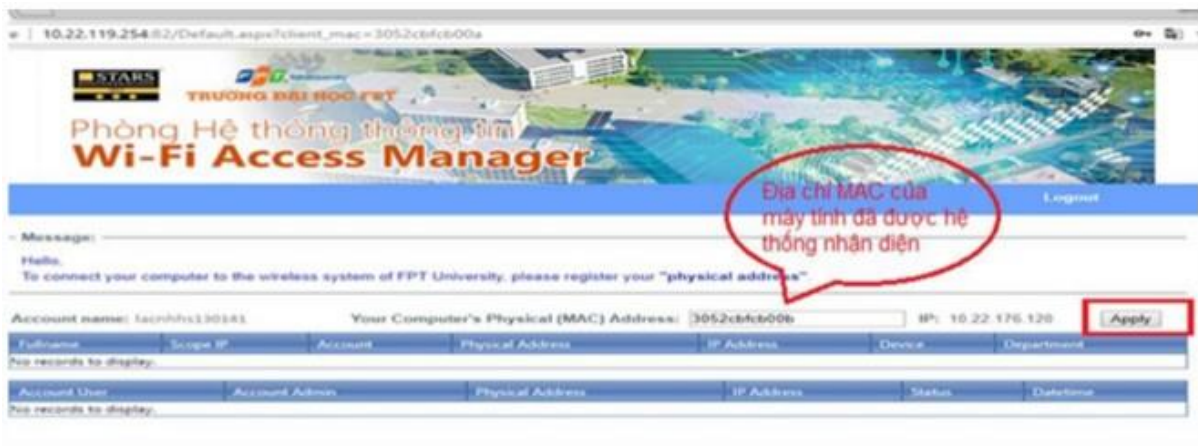 10.22.119.254:82/Default.aspx?client_mac=3052cbfcb00a
STARS
TRƯỜNG ĐẠI HỌC FPT
Phòng Hệ thống thông tin
Wi-Fi Access Manager
Địa chỉ MAC của
máy tính đã được hệ
thống nhận diện
Logout
Message:
Hello,
To connect your computer to the wireless system of FPT University, please register your "physical address"
Account name: Your Computer's Physical (MAC) Address: 3052cbfcb00b IP: 10.22.176.120 Apply
Fullname Scope IP Account Physical Address IP Address Device Department
No records to display.
Account User Account Admin Physical Address IP Address Status Datetime
No records to display.